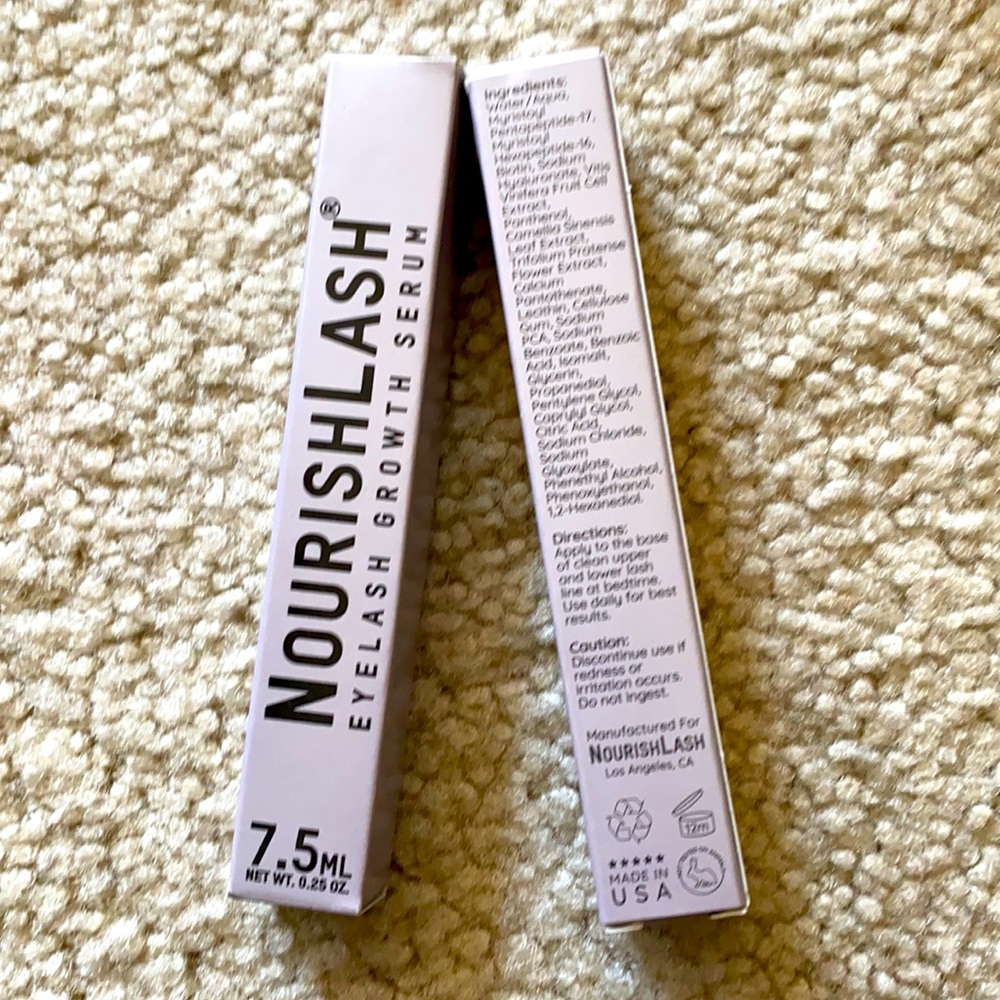 NOURISHLASH®
EYELASH GROWTH SERUM
7.5ML
NET WT. 0.25 OZ.
Ingredients:
Water/Aqua,
Myristoyl
Pentapeptide-17,
Myristoyl
Hexapeptide-16,
Biotin, Sodium
Hyaluronate, Vitis
Vinifera Fruit Cell
Extract,
Panthenol,
Camellia Sinensis
Leaf Extract,
Trifolium Pratense
Flower Extract,
Calcium
Pantothenate,
Lecithin, Cellulose
Gum, Sodium
PCA, Sodium
Benzoate, Benzoic
Acid, Isomalt,
Glycerin,
Propanediol,
Pentylene Glycol,
Caprylyl Glycol,
Citric Acid,
Sodium Chloride,
Sodium
Glyoxylate,
Phenethyl Alcohol,
Phenoxyethanol,
1,2-Hexanediol.
Directions:
Apply to the base
of clean upper
and lower lash
line at bedtime.
Use daily for best
results.
Caution:
Discontinue use if
redness or
irritation occurs.
Do not ingest.
Manufactured For
NOURISHLASH
Los Angeles, CA
12m
MADE IN
USA